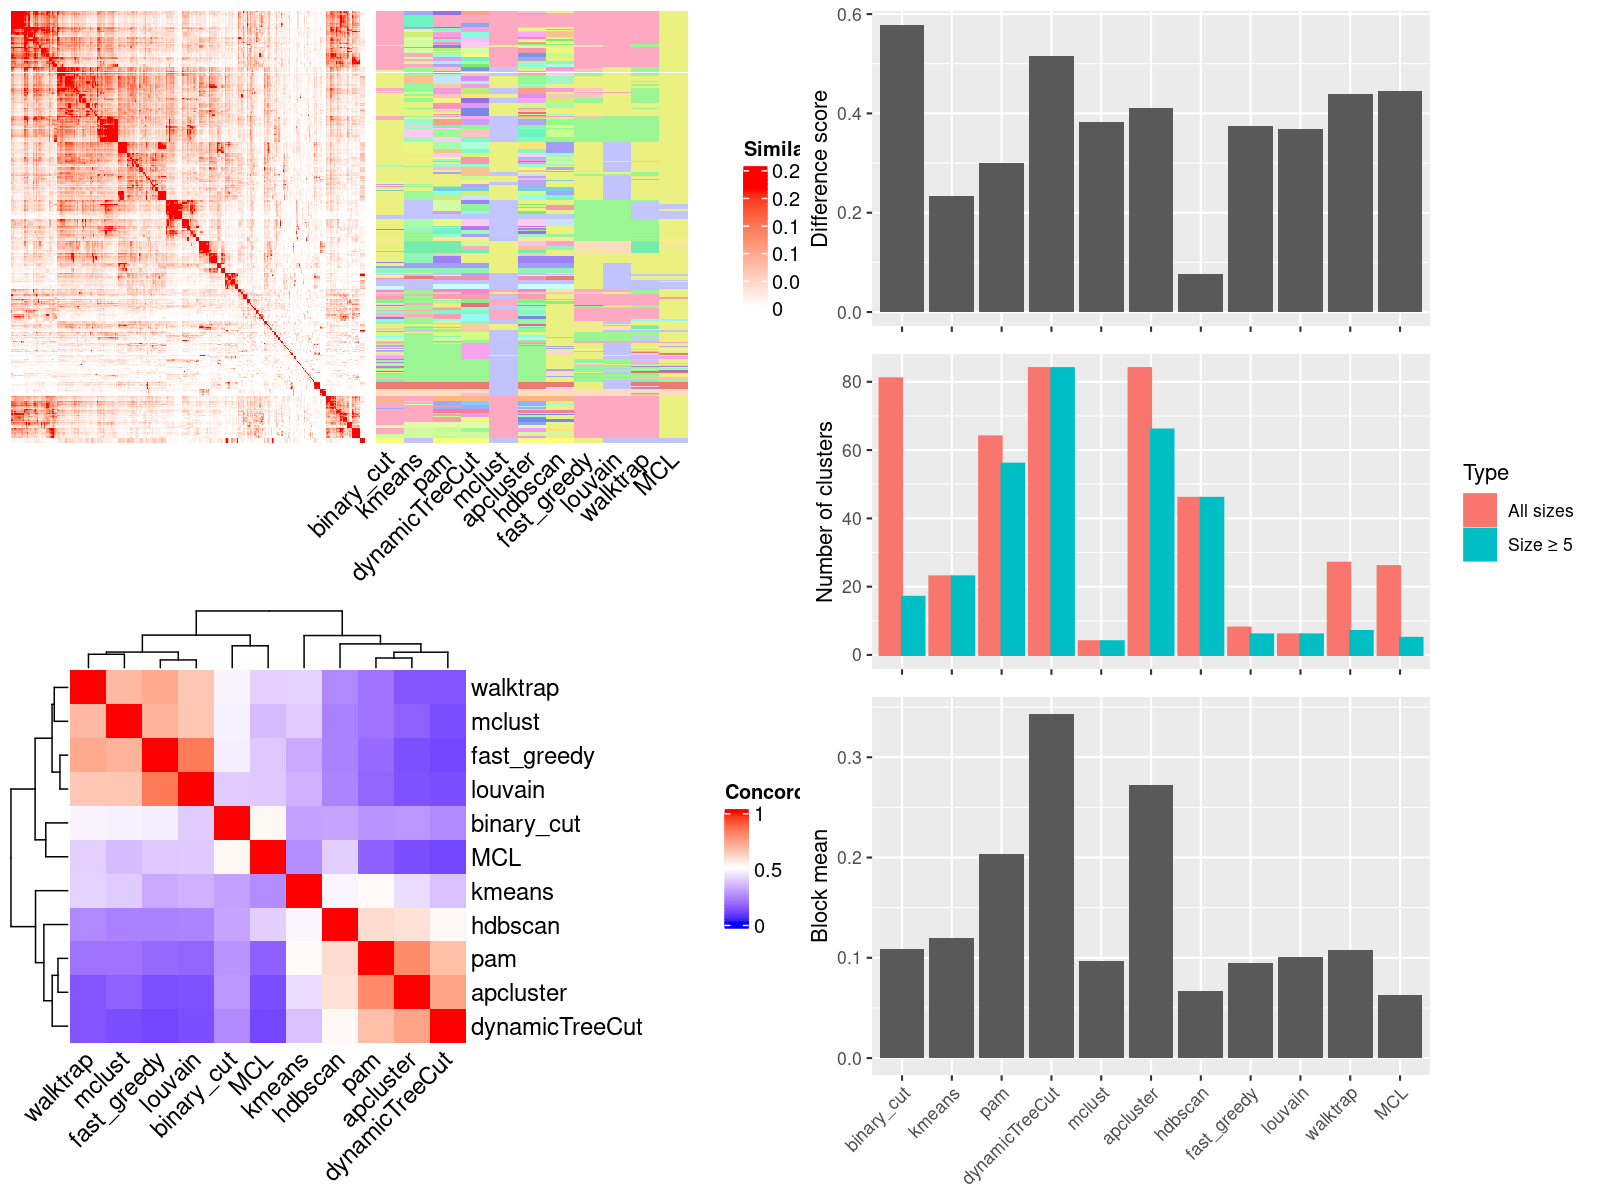 Simila
0.2
0.2
0.1
0.1
0.0
0
binary_cut
kmeans
pam
dynamicTreeCut
mclust
apcluster
hdbscan
fast_greedy
louvain
walktrap
MCL
walktrap
mclust
fast_greedy
louvain
binary_cut
MCL
kmeans
hdbscan
pam
apcluster
dynamicTreeCut
walktrap
mclust
fast_greedy
louvain
binary_cut
MCL
kmeans
hdbscan
pam
apcluster
dynamicTreeCut
Concord
1
0.5
0
Difference score
0.6
0.4
0.2
0.0
Number of clusters
80
60
40
20
0
Type
All sizes
Size ≥ 5
Block mean
0.3
0.2
0.1
0.0
binary_cut
kmeans
pam
dynamicTreeCut
mclust
apcluster
hdbscan
fast_greedy
louvain
walktrap
MCL